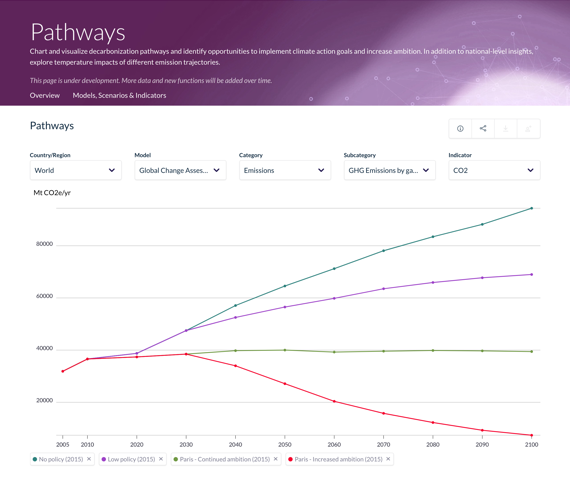 Pathways
Chart and visualize decarbonization pathways and identify opportunities to implement climate action goals and increase ambition. In addition to national-level insights,
explore temperature impacts of different emission trajectories.
This page is under development. More data and new functions will be added over time.
Overview Models, Scenarios & Indicators
Pathways
Country/Region Model Category Subcategory Indicator
World Global Change Asses... Emissions GHG Emissions by ga... CO2
Mt CO2e/yr
80000
60000
40000
20000
2005 2010 2020 2030 2040 2050 2060 2070 2080 2090 2100
No policy (2015) × Low policy (2015) × Paris - Continued ambition (2015) × Paris - Increased ambition (2015) ×